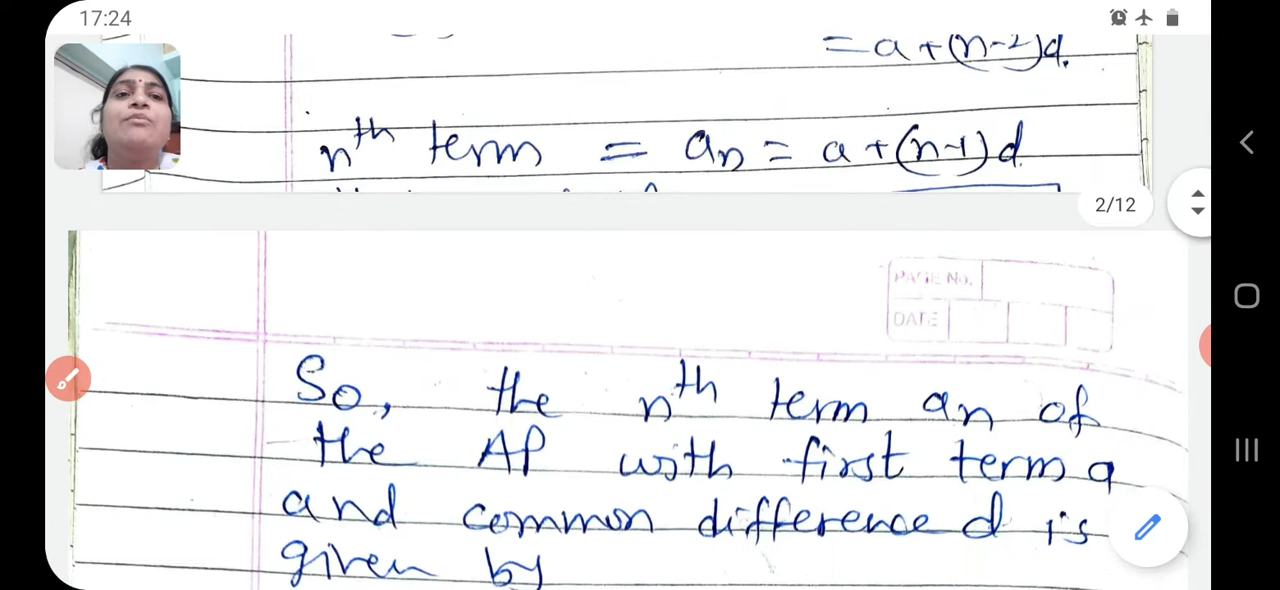 17:24
= a + (n-2)d.
nth term = an = a + (n-1)d
2/12
PAGE No.
DATE
So, the nth term an of
the AP with first term a
and common difference d is
given by